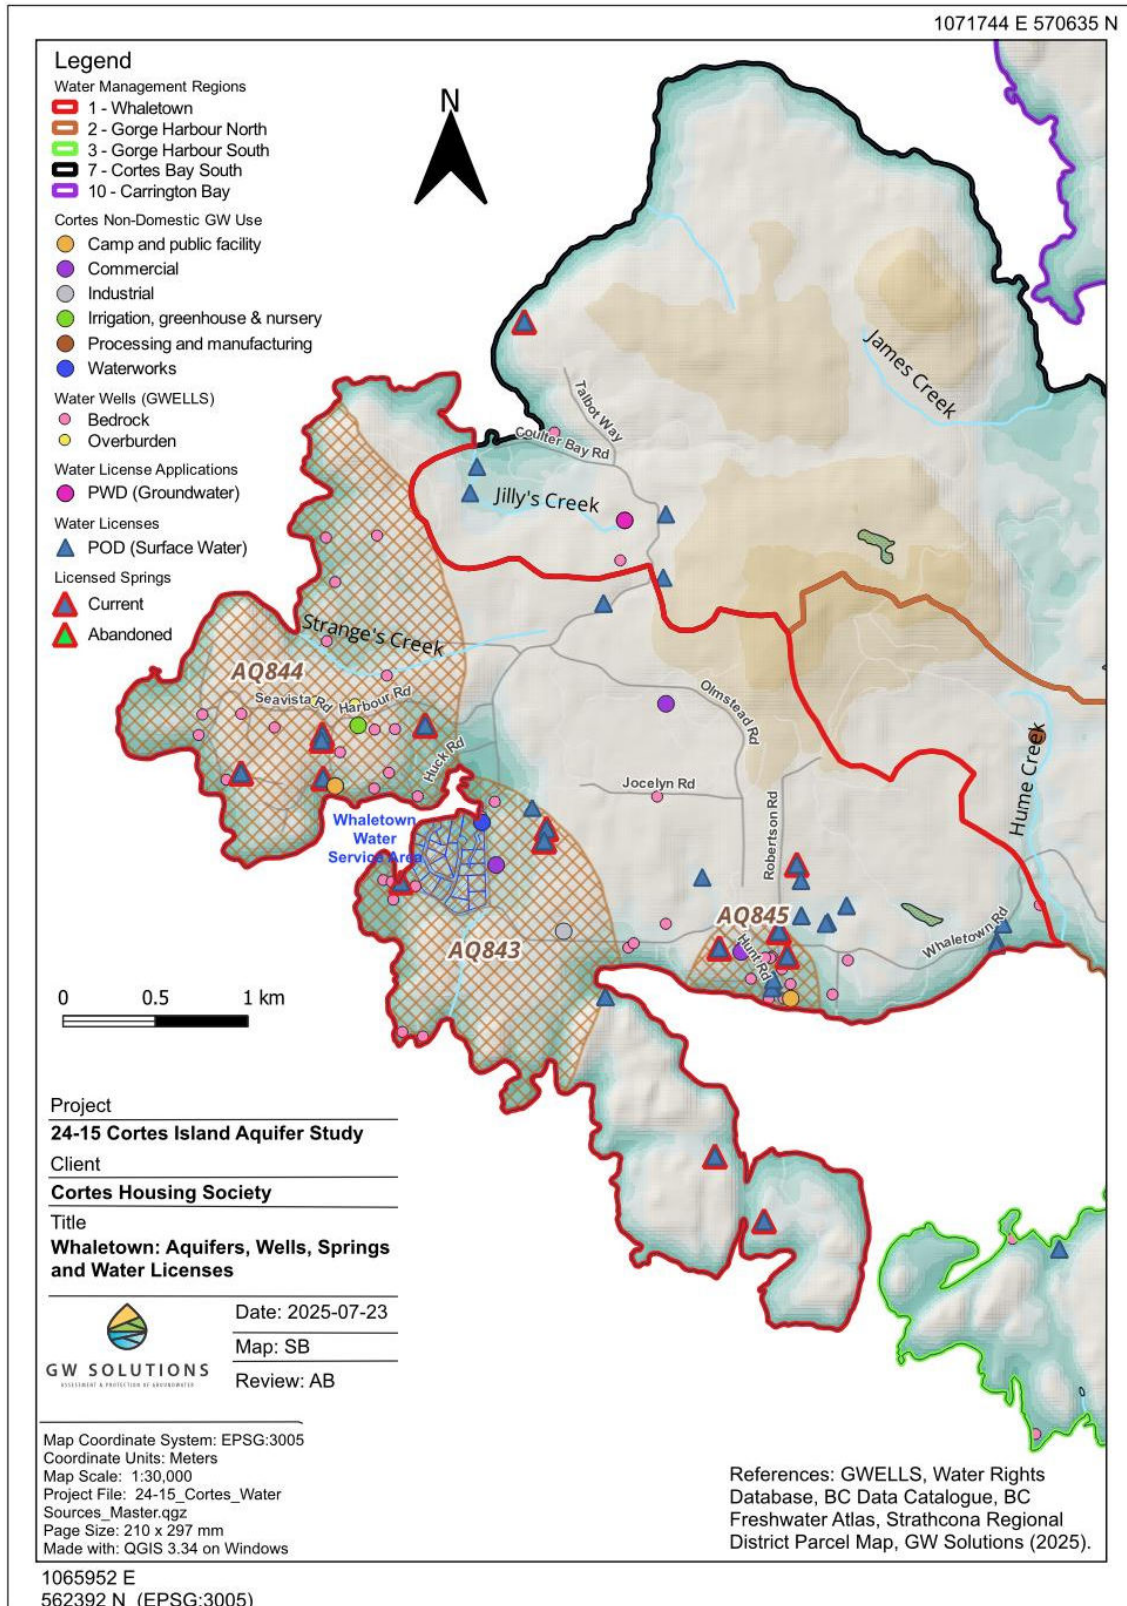 1071744 E 570635 N
Legend
Water Management Regions
1 - Whaletown
2 - Gorge Harbour North
3 - Gorge Harbour South
7 - Cortes Bay South
10 - Carrington Bay
Cortes Non-Domestic GW Use
Camp and public facility
Commercial
Industrial
Irrigation, greenhouse & nursery
Processing and manufacturing
Waterworks
Water Wells (GWELLS)
Bedrock
Overburden
Water License Applications
PWD (Groundwater)
Water Licenses
POD (Surface Water)
Licensed Springs
Current
Abandoned
N
James Creek
Talbot Way
Coulter Bay Rd
Jilly's Creek
Strange's Creek
AQ844
Seavista Rd
Harbour Rd
Huck Rd
Olmstead Rd
Jocelyn Rd
Robertson Rd
Hume Creek
Whaletown
Water
Service Area
AQ843
AQ845
Hunt Rd
Whaletown Rd
0 0.5 1 km
Project
24-15 Cortes Island Aquifer Study
Client
Cortes Housing Society
Title
Whaletown: Aquifers, Wells, Springs
and Water Licenses
GW SOLUTIONS
ASSESSMENT & PROTECTION OF GROUNDWATER
Date: 2025-07-23
Map: SB
Review: AB
Map Coordinate System: EPSG:3005
Coordinate Units: Meters
Map Scale: 1:30,000
Project File: 24-15_Cortes_Water
Sources_Master.qgz
Page Size: 210 x 297 mm
Made with: QGIS 3.34 on Windows
References: GWELLS, Water Rights
Database, BC Data Catalogue, BC
Freshwater Atlas, Strathcona Regional
District Parcel Map, GW Solutions (2025).
1065952 E
562392 N (EPSG:3005)